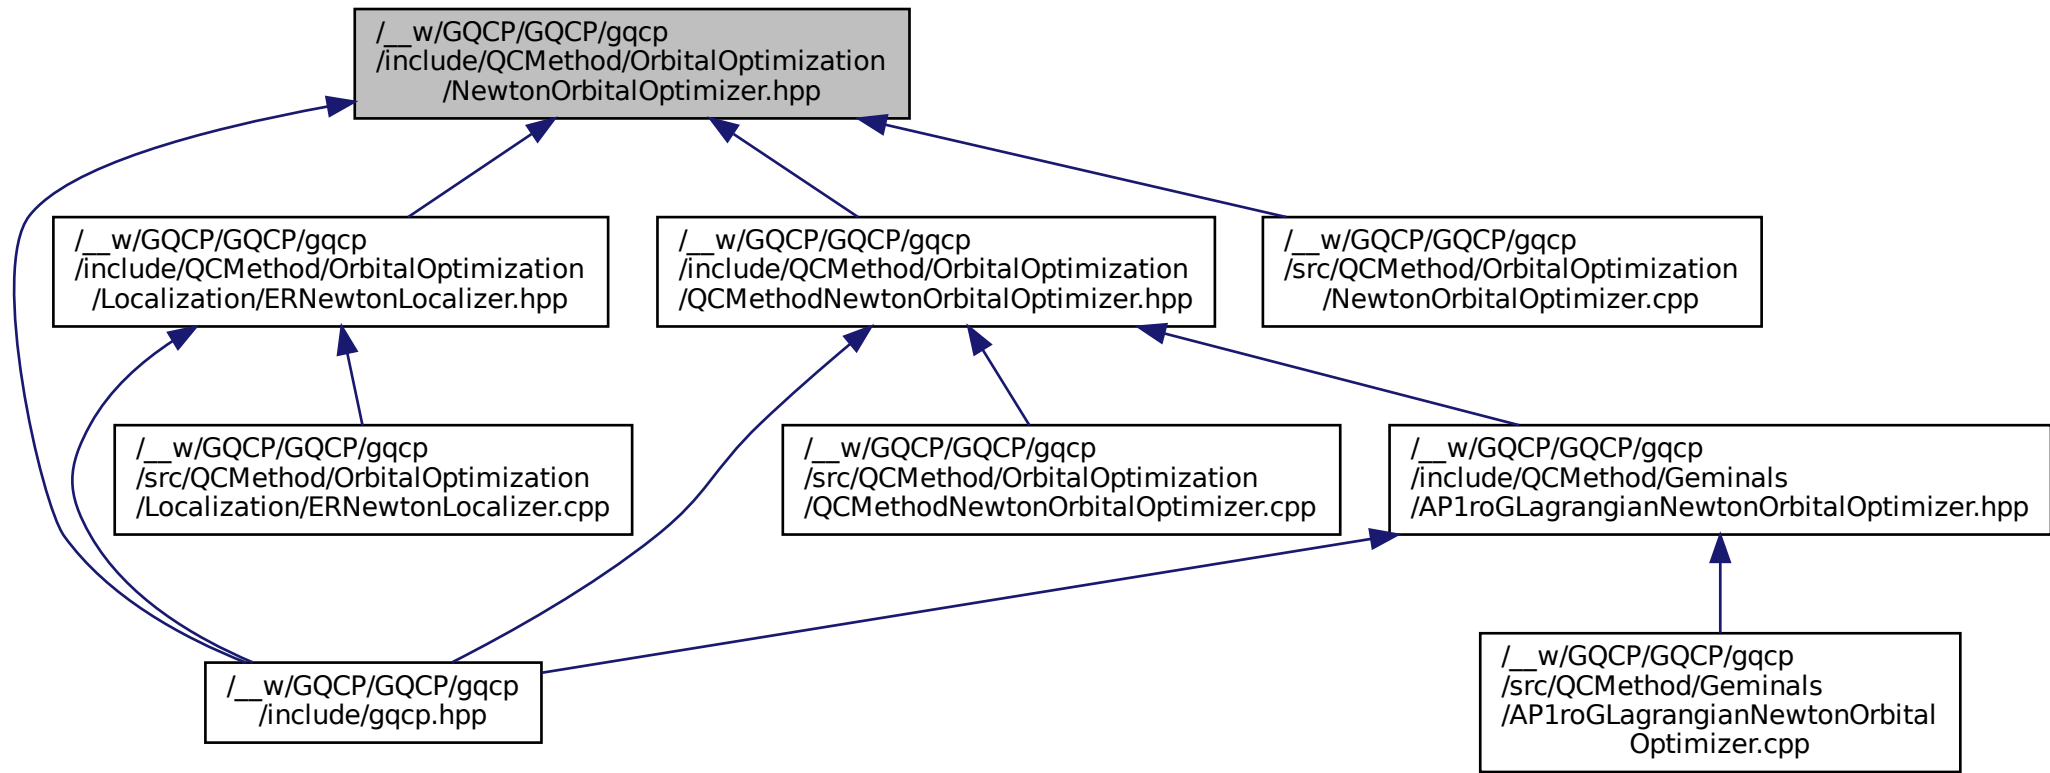 /__w/GQCP/GQCP/gqcp
/include/QCMethod/OrbitalOptimization
/NewtonOrbitalOptimizer.hpp
/__w/GQCP/GQCP/gqcp
/include/QCMethod/OrbitalOptimization
/Localization/ERNewtonLocalizer.hpp
/__w/GQCP/GQCP/gqcp
/include/QCMethod/OrbitalOptimization
/QCMethodNewtonOrbitalOptimizer.hpp
/__w/GQCP/GQCP/gqcp
/src/QCMethod/OrbitalOptimization
/NewtonOrbitalOptimizer.cpp
/__w/GQCP/GQCP/gqcp
/src/QCMethod/OrbitalOptimization
/Localization/ERNewtonLocalizer.cpp
/__w/GQCP/GQCP/gqcp
/src/QCMethod/OrbitalOptimization
/QCMethodNewtonOrbitalOptimizer.cpp
/__w/GQCP/GQCP/gqcp
/include/QCMethod/Geminals
/AP1roGLagrangianNewtonOrbitalOptimizer.hpp
/__w/GQCP/GQCP/gqcp
/include/gqcp.hpp
/__w/GQCP/GQCP/gqcp
/src/QCMethod/Geminals
/AP1roGLagrangianNewtonOrbital
Optimizer.cpp